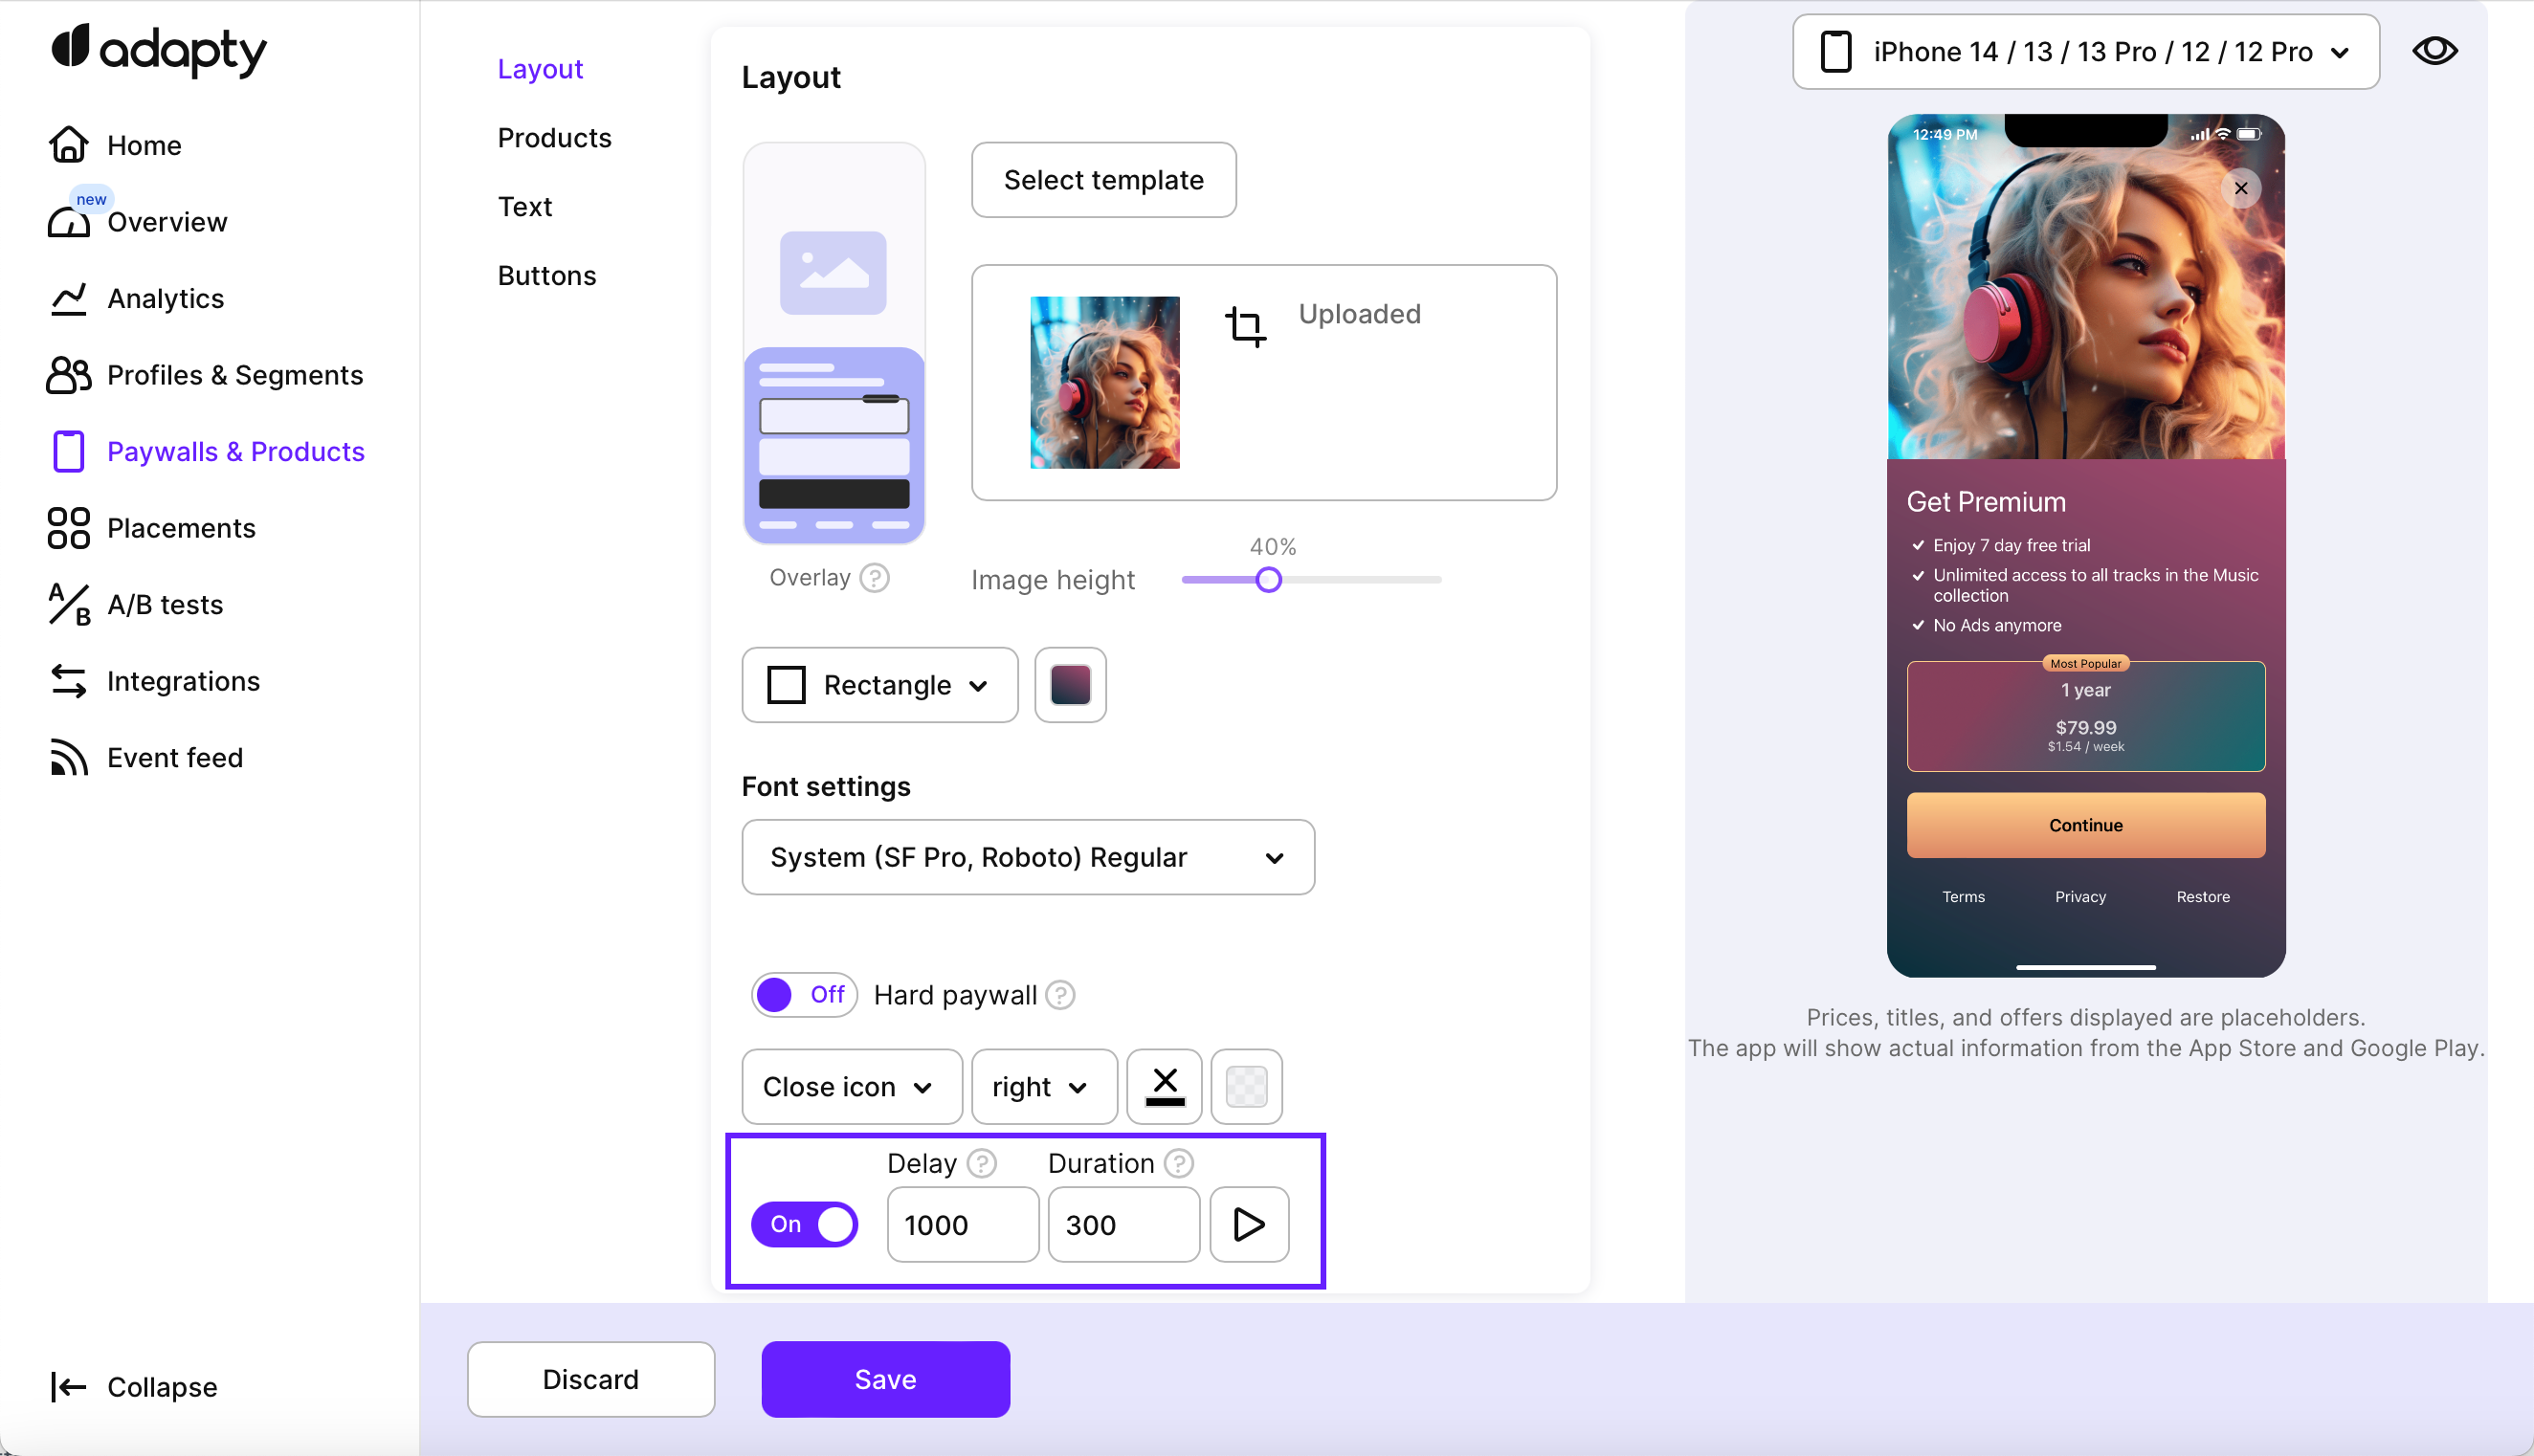 adapty
Home
new
Overview
Analytics
Profiles & Segments
Paywalls & Products
Placements
A/B tests
Integrations
Event feed
Collapse
Layout
Products
Text
Buttons
Layout
Select template
Uploaded
Overlay ?
40%
Image height
Rectangle
Font settings
System (SF Pro, Roboto) Regular
Off Hard paywall ?
Close icon right
Delay ? Duration ?
On 1000 300
Discard Save
iPhone 14 / 13 / 13 Pro / 12 / 12 Pro
12:49 PM
Get Premium
Enjoy 7 day free trial
Unlimited access to all tracks in the Music
collection
No Ads anymore
Most Popular
1 year
$79.99
$1.54 / week
Continue
Terms Privacy Restore
Prices, titles, and offers displayed are placeholders.
The app will show actual information from the App Store and Google Play.